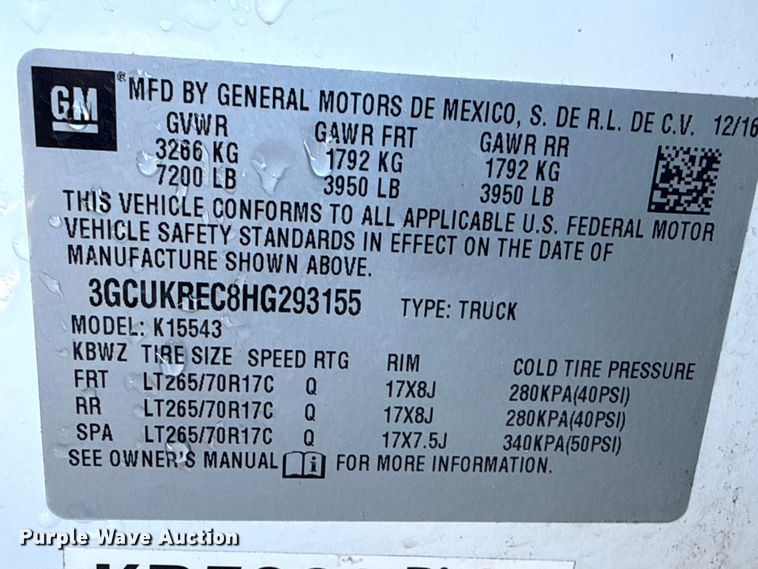 GM ® MFD BY GENERAL MOTORS DE MEXICO, S. DE R.L. DE C.V. 12/16
GVWR GAWR FRT GAWR RR
3266 KG 1792 KG 1792 KG
7200 LB 3950 LB 3950 LB
THIS VEHICLE CONFORMS TO ALL APPLICABLE U.S. FEDERAL MOTOR
VEHICLE SAFETY STANDARDS IN EFFECT ON THE DATE OF
MANUFACTURE SHOWN ABOVE.
3GCUKREC8HG293155 TYPE: TRUCK
MODEL: K15543
KBWZ TIRE SIZE SPEED RTG RIM COLD TIRE PRESSURE
FRT LT265/70R17C Q 17X8J 280KPA(40PSI)
RR LT265/70R17C Q 17X8J 280KPA(40PSI)
SPA LT265/70R17C Q 17X7.5J 340KPA(50PSI)
SEE OWNER'S MANUAL i FOR MORE INFORMATION.
Purple Wave Auction